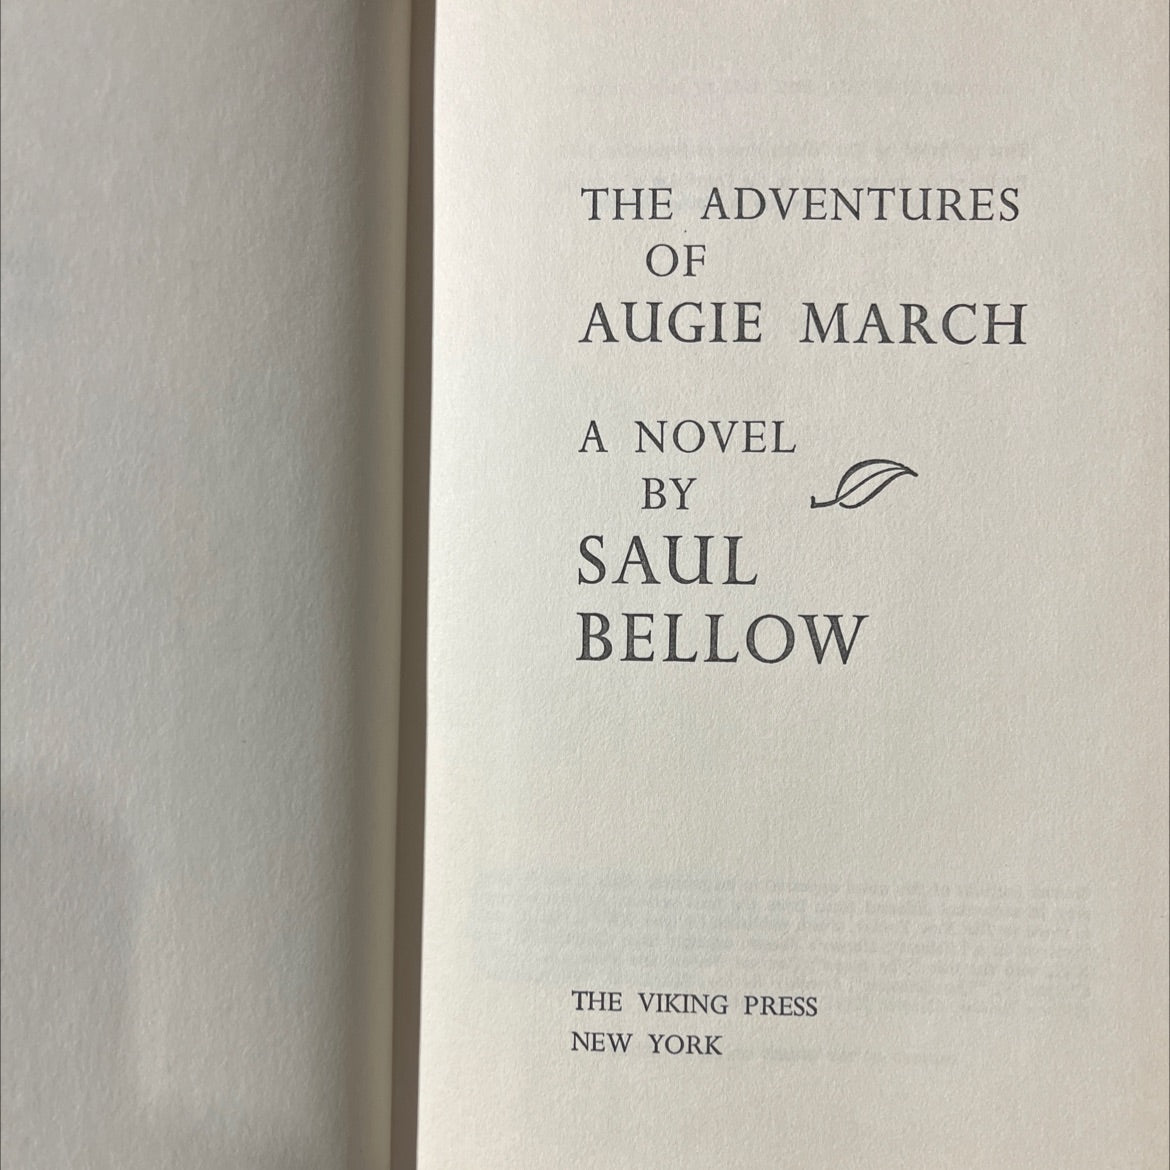 THE ADVENTURES
OF
AUGIE MARCH
A NOVEL
BY
SAUL
BELLOW
THE VIKING PRESS
NEW YORK